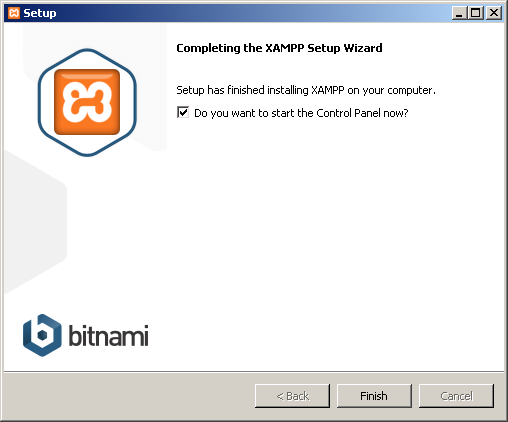 Setup
Completing the XAMPP Setup Wizard
Setup has finished installing XAMPP on your computer.
Do you want to start the Control Panel now?
bitnami
< Back
Finish
Cancel